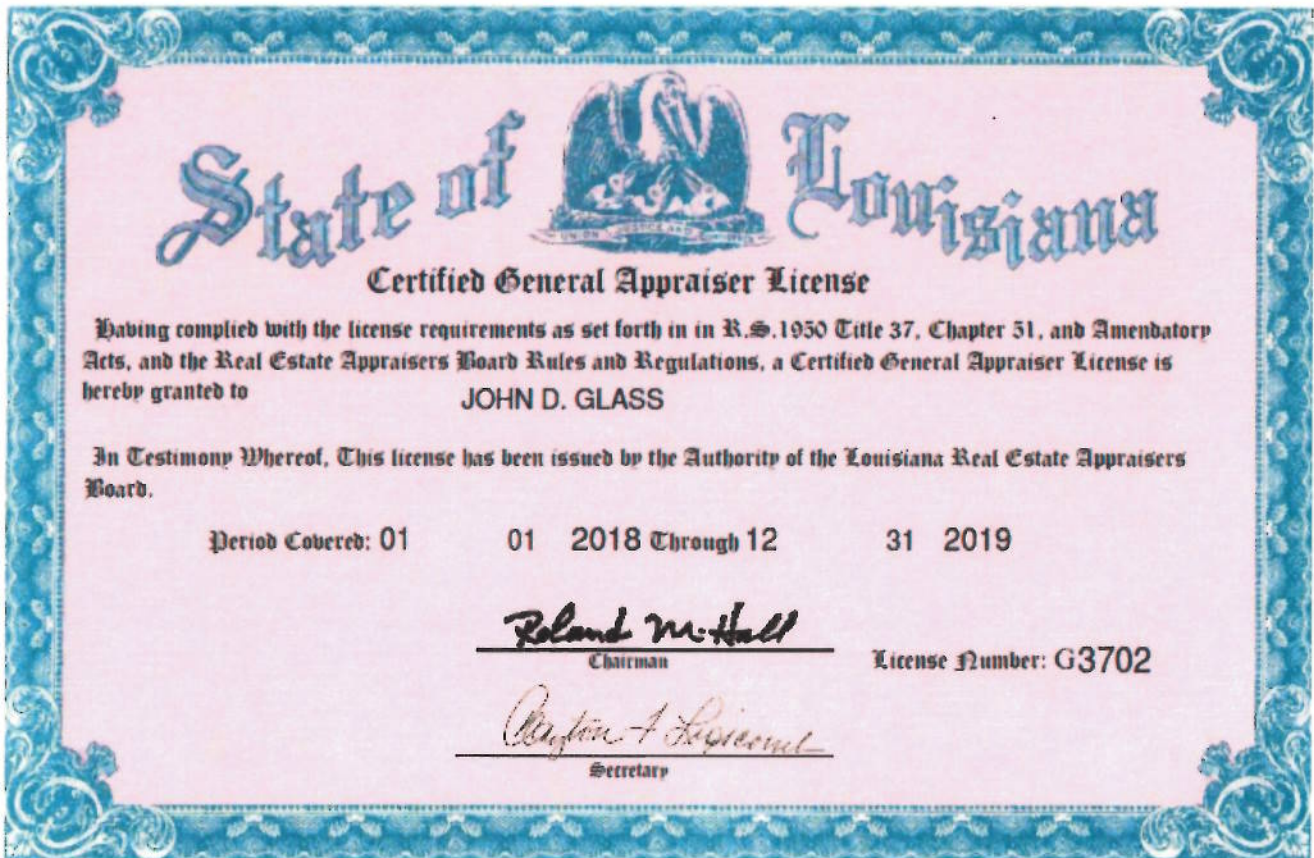 State of Louisiana
UNION JUSTICE AND
Certified General Appraiser License
Having complied with the license requirements as set forth in in R.S.1950 Title 37, Chapter 51, and Amendatory
Acts, and the Real Estate Appraisers Board Rules and Regulations, a Certified General Appraiser License is
hereby granted to JOHN D. GLASS
In Testimony Whereof, This license has been issued by the Authority of the Louisiana Real Estate Appraisers
Board.
Period Covered: 01 01 2018 Through 12 31 2019
Roland M. Hall
Chairman License Number: G3702
Secretary